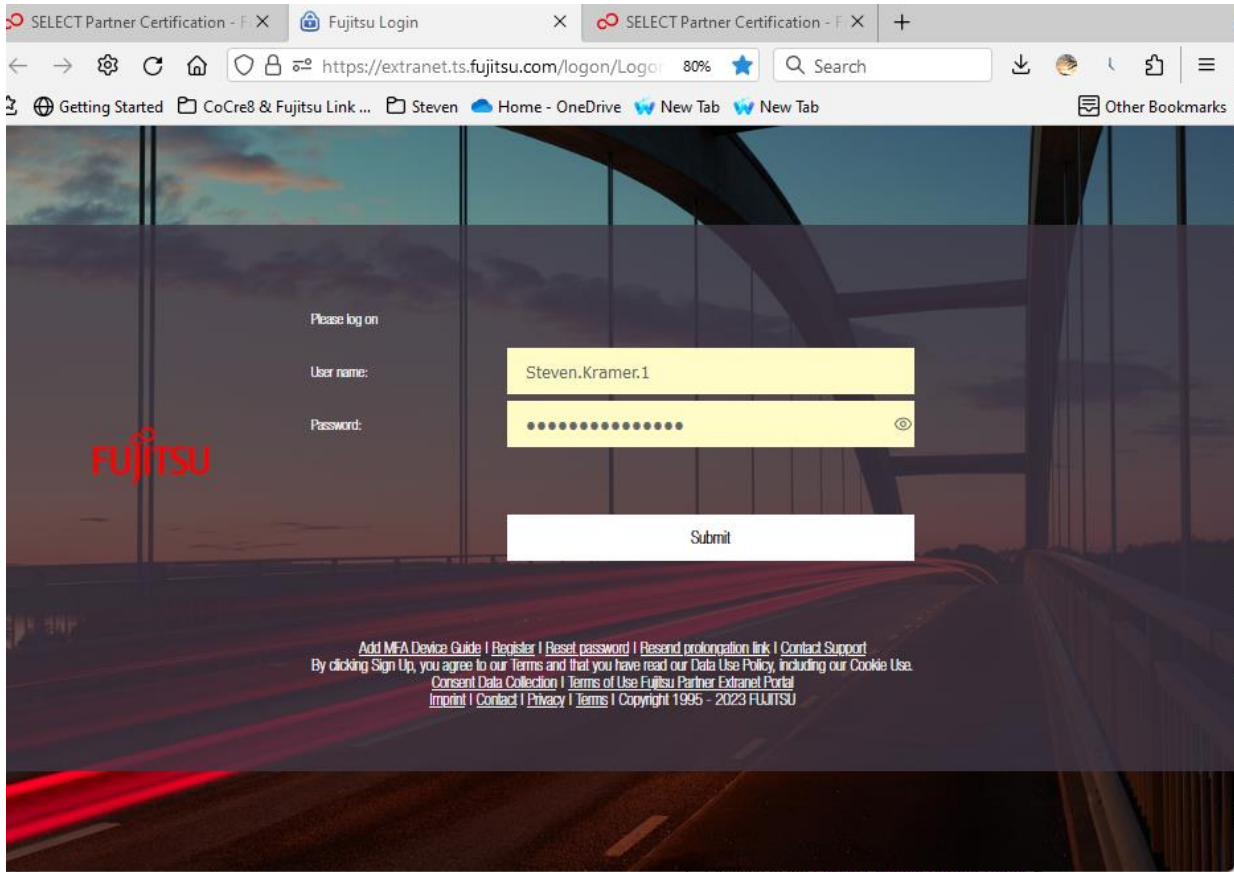 SELECT Partner Certification - F
Fujitsu Login
SELECT Partner Certification - F
https://extranet.ts.fujitsu.com/logon/Logo
80%
Search
Getting Started
CoCre8 & Fujitsu Link ...
Steven
Home - OneDrive
New Tab
New Tab
Other Bookmarks
Please log on
User name:
Steven.Kramer.1
Password:
FUJITSU
Submit
Add MFA Device Guide | Register | Reset password | Resend prolongation link | Contact Support
By clicking Sign Up, you agree to our Terms and that you have read our Data Use Policy, including our Cookie Use.
Consent Data Collection | Terms of Use Fujitsu Partner Extranet Portal
Imprint | Contact | Privacy | Terms | Copyright 1995 - 2023 FUJITSU